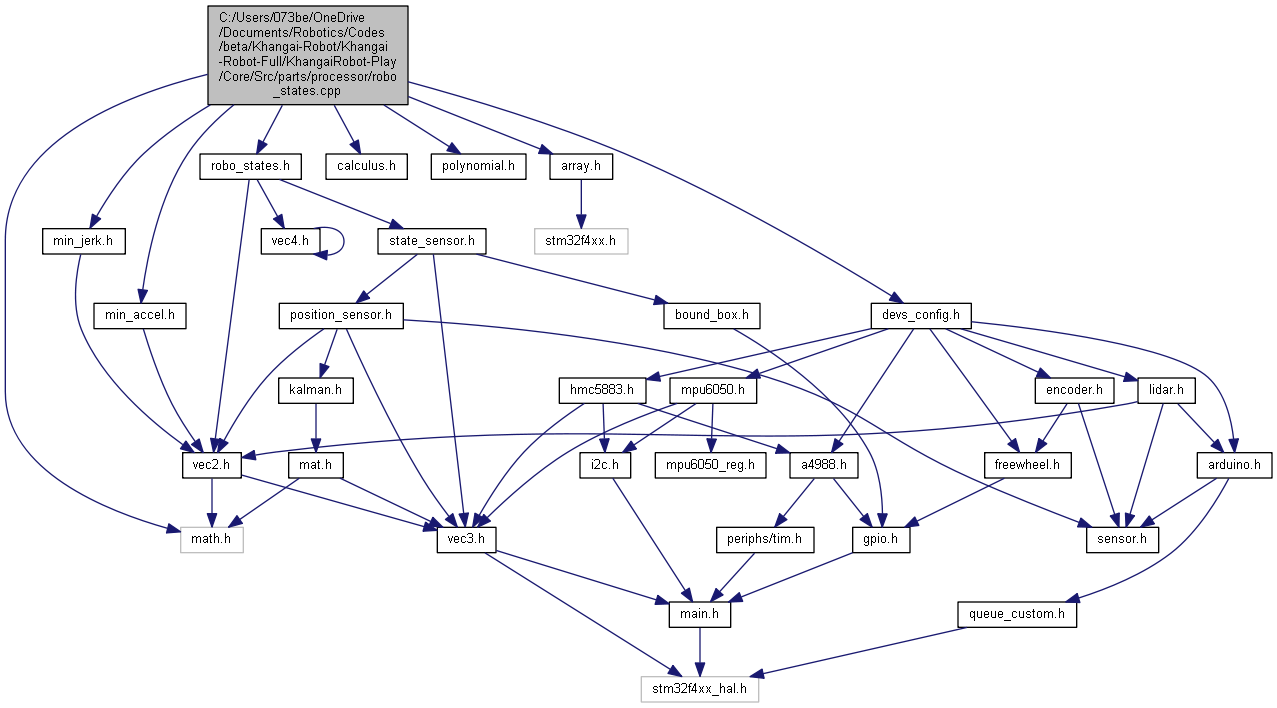 C:/Users/073be/OneDrive
/Documents/Robotics/Codes
/beta/Khangai-Robot/Khangai
-Robot-Full/KhangaiRobot-Play
/Core/Src/parts/processor/robo
_states.cpp
robo_states.h
calculus.h
polynomial.h
array.h
min_jerk.h
vec4.h
state_sensor.h
stm32f4xx.h
min_accel.h
position_sensor.h
bound_box.h
devs_config.h
kalman.h
hmc5883.h
mpu6050.h
encoder.h
lidar.h
vec2.h
mat.h
i2c.h
mpu6050_reg.h
a4988.h
freewheel.h
arduino.h
math.h
vec3.h
periphs/tim.h
gpio.h
sensor.h
main.h
queue_custom.h
stm32f4xx_hal.h